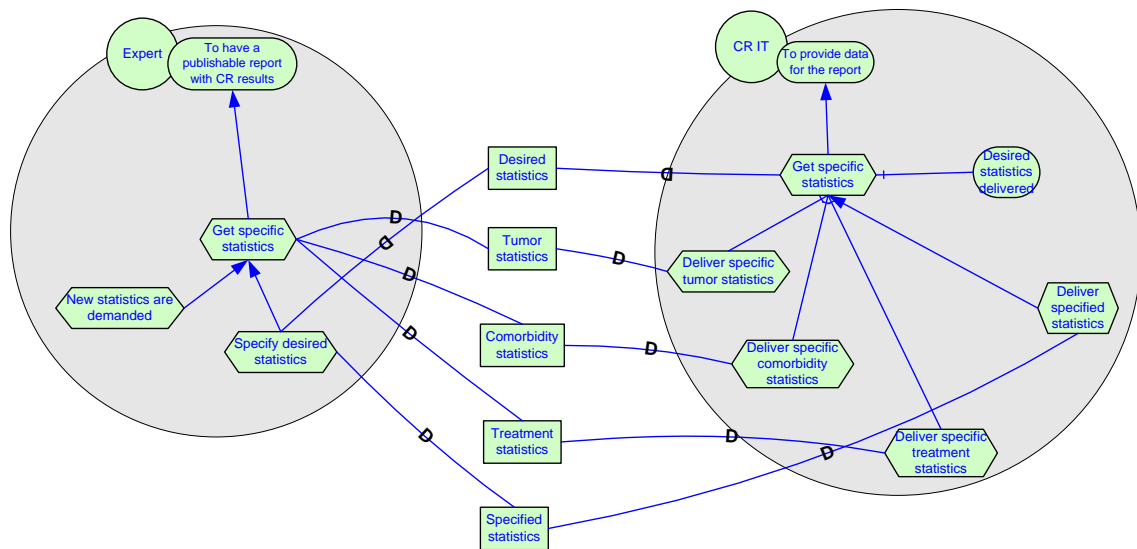 Expert
To have a
publishable report
with CR results
CR IT
To provide data
for the report
Desired
statistics
D
Get specific
statistics
Desired
statistics
delivered
Get specific
statistics
D
D
Tumor
statistics
D
Deliver specific
tumor statistics
D
New statistics are
demanded
Specify desired
statistics
D
Comorbidity
statistics
D
Deliver specific
comorbidity
statistics
Deliver
specified
statistics
D
Treatment
statistics
D
Deliver specific
treatment
statistics
D
Specified
statistics